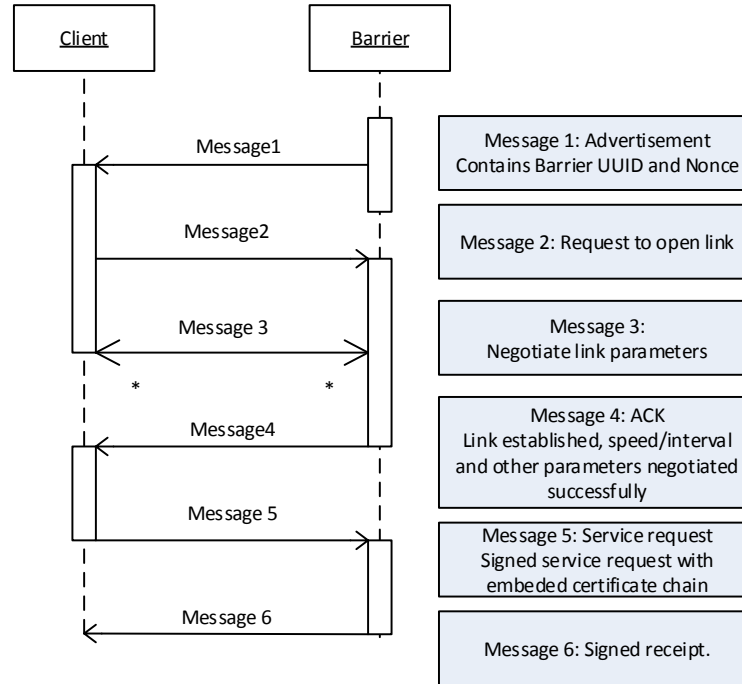 Client
Barrier
Message1
Message 1: Advertisement
Contains Barrier UUID and Nonce
Message2
Message 2: Request to open link
Message 3
Message 3:
Negotiate link parameters
* *
Message4
Message 4: ACK
Link established, speed/interval
and other parameters negotiated
successfully
Message 5
Message 5: Service request
Signed service request with
embeded certificate chain
Message 6
Message 6: Signed receipt.